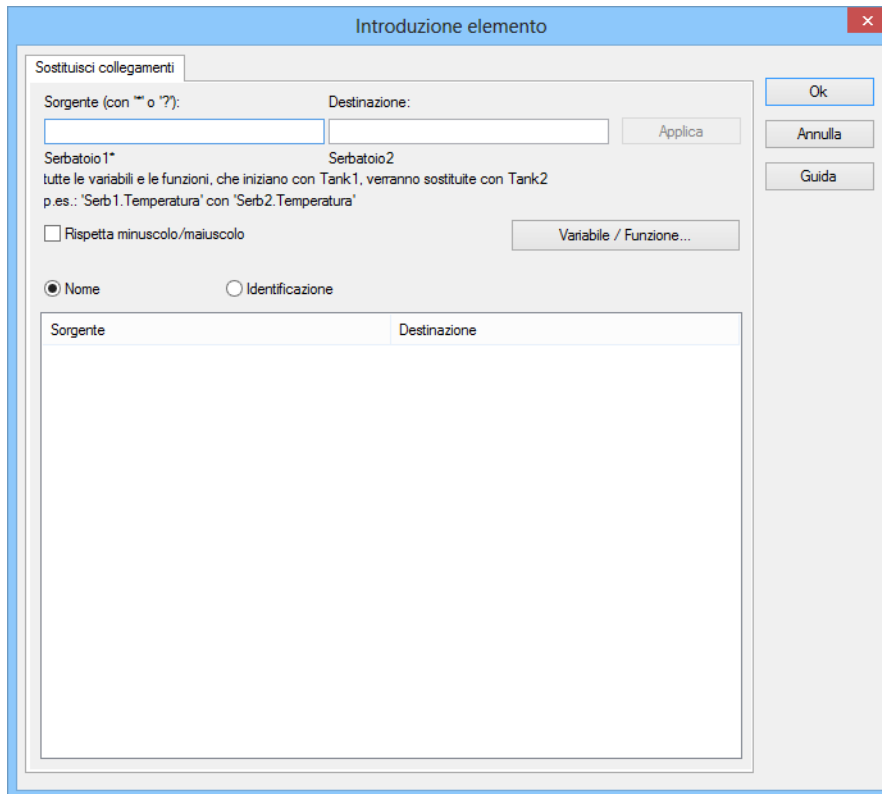 Introduzione elemento
Sostituisci collegamenti
Sorgente (con '*' o '?'):
Destinazione:
Applica
Serbatoio1*
Serbatoio2
tutte le variabili e le funzioni, che iniziano con Tank1, verranno sostituite con Tank2
p.es.: 'Serb1.Temperatura' con 'Serb2.Temperatura'
Rispetta minuscolo/maiuscolo
Variabile / Funzione...
Nome
Identificazione
Sorgente
Destinazione
Ok
Annulla
Guida